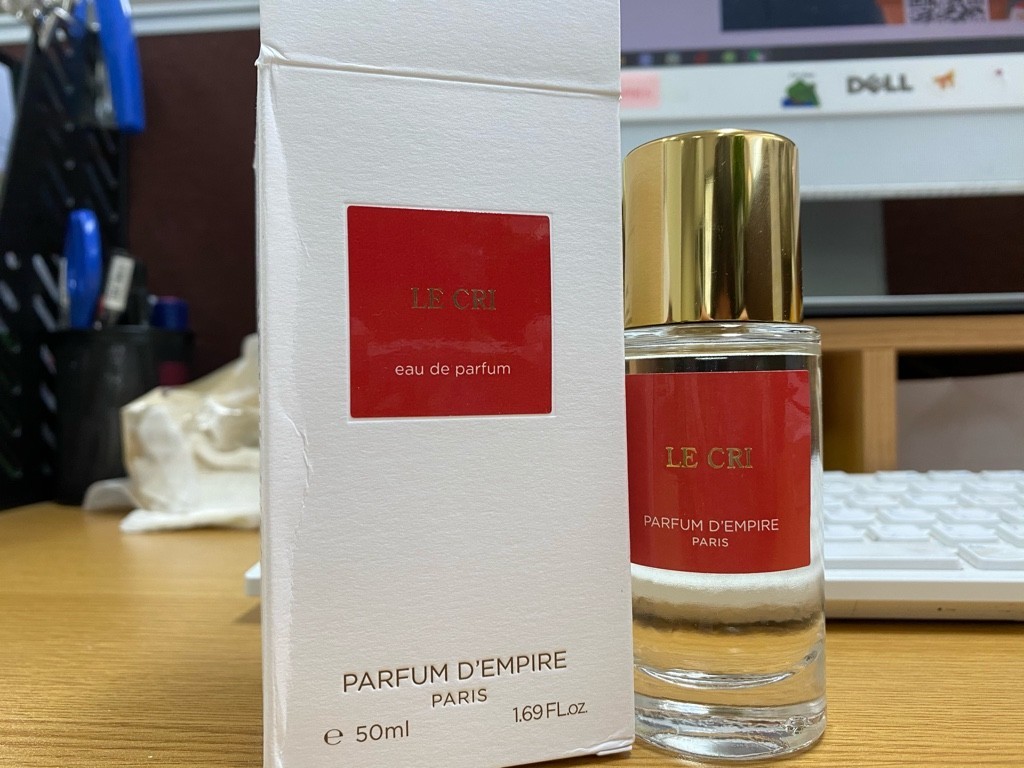 LE CRI
eau de parfum
PARFUM D'EMPIRE
PARIS
℮ 50ml
1.69 FL.oz.
LE CRI
PARFUM D'EMPIRE
PARIS
DELL